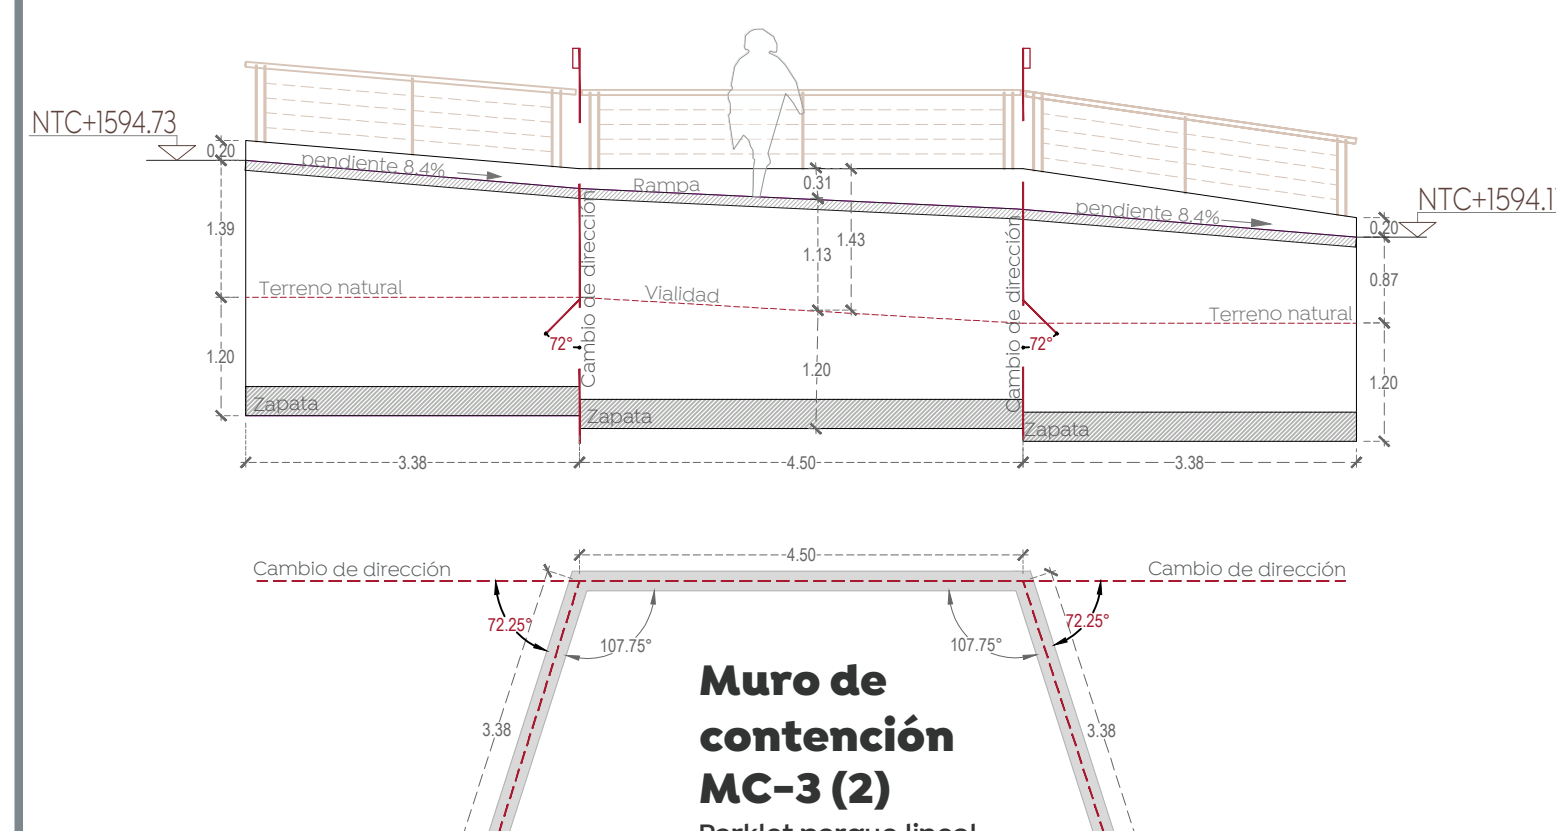 NTC+1594.73
0.20
pendiente 8.4%
Rampa
0.31
pendiente 8.4%
NTC+1594.1
0.20
1.39
1.13
1.43
0.87
Terreno natural
Vialidad
Terreno natural
Cambio de dirección
Cambio de dirección
72°
72°
1.20
1.20
1.20
Zapata
Zapata
Zapata
3.38
4.50
3.38
4.50
Cambio de dirección
Cambio de dirección
72.25°
72.25°
107.75°
107.75°
3.38
3.38
Muro de
contención
MC-3 (2)
Parklet parque lineal